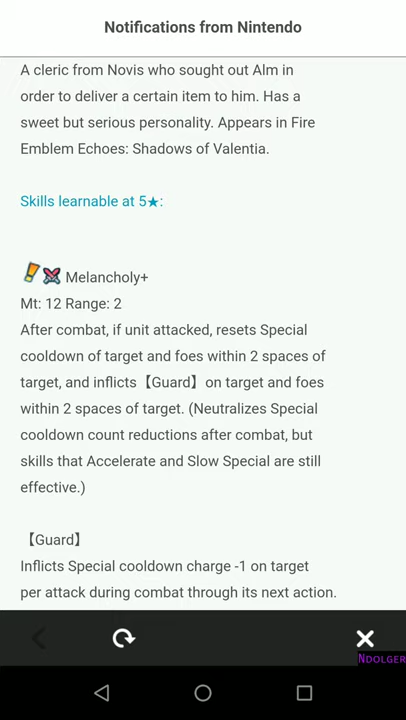 Notifications from Nintendo
A cleric from Novis who sought out Alm in
order to deliver a certain item to him. Has a
sweet but serious personality. Appears in Fire
Emblem Echoes: Shadows of Valentia.
Skills learnable at 5★:
Melancholy+
Mt: 12 Range: 2
After combat, if unit attacked, resets Special
cooldown of target and foes within 2 spaces of
target, and inflicts【Guard】on target and foes
within 2 spaces of target. (Neutralizes Special
cooldown count reductions after combat, but
skills that Accelerate and Slow Special are still
effective.)
【Guard】
Inflicts Special cooldown charge -1 on target
per attack during combat through its next action.
NDOLGER